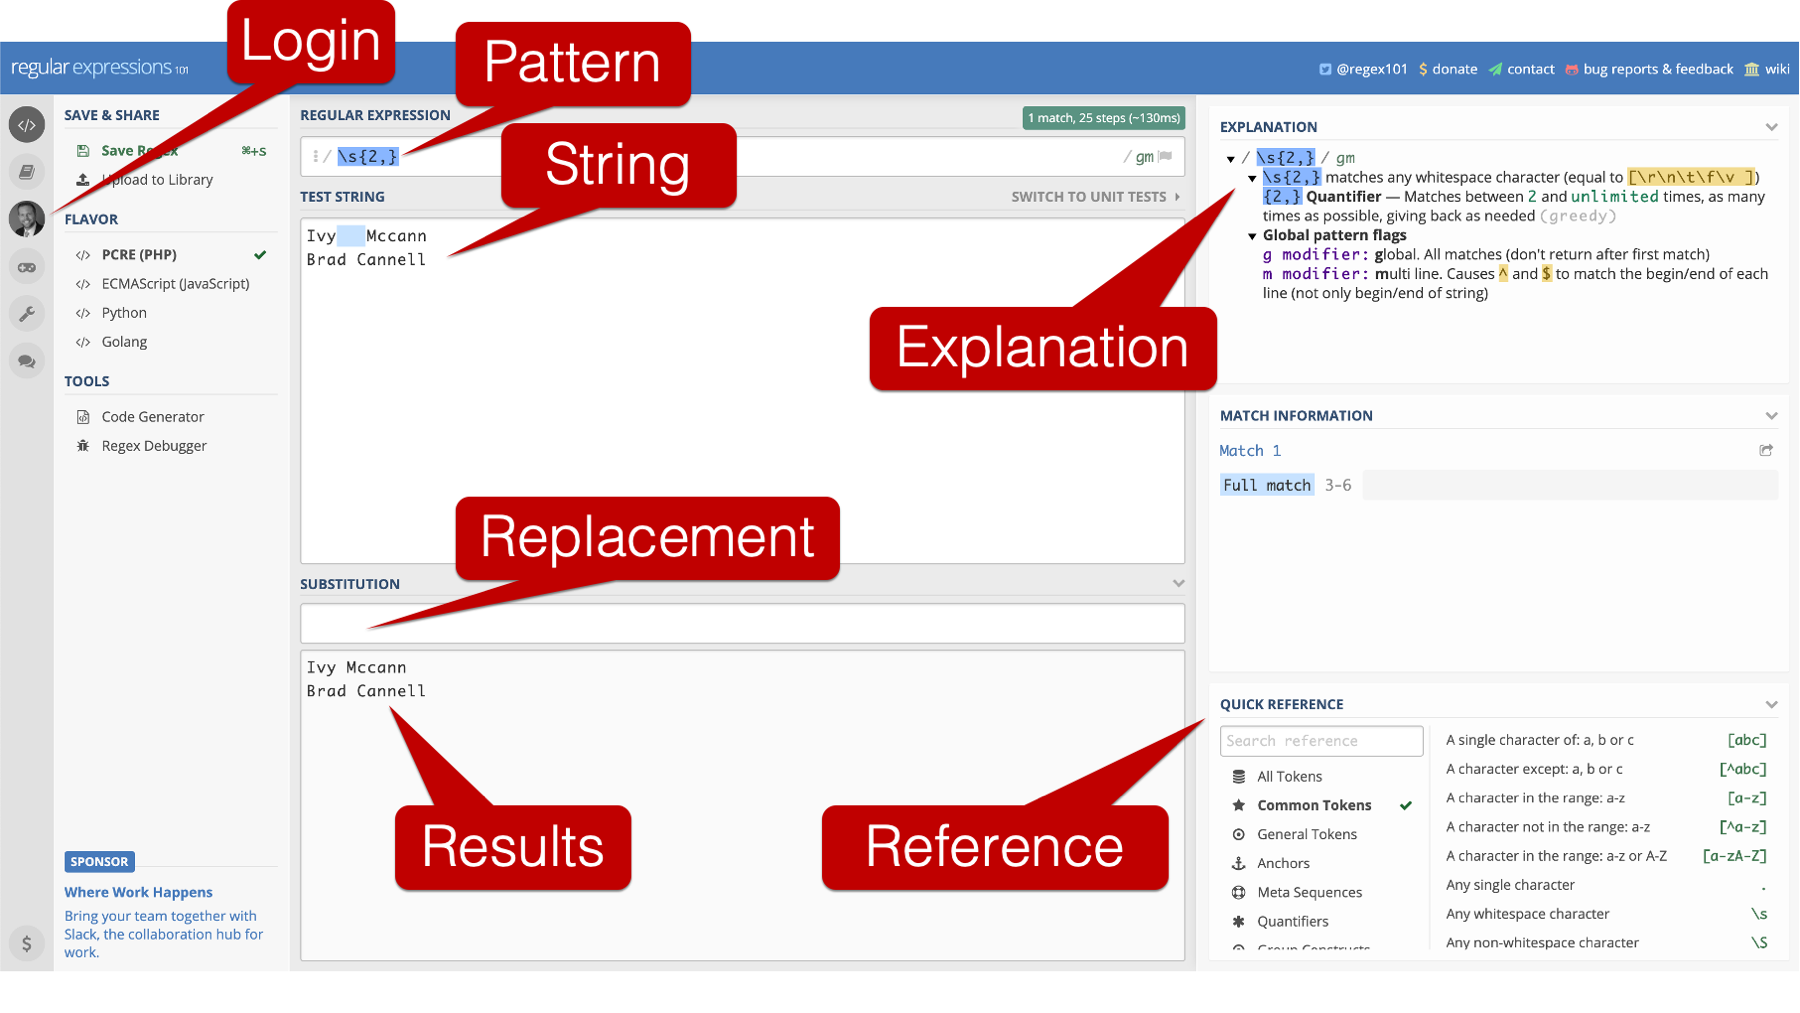 Login
Pattern
regular expressions 101
@regex101 donate contact bug reports & feedback wiki
SAVE & SHARE
Save Regex ⌘+S
Upload to Library
FLAVOR
</> PCRE (PHP)
</> ECMAScript (JavaScript)
</> Python
</> Golang
TOOLS
Code Generator
Regex Debugger
SPONSOR
Where Work Happens
Bring your team together with
Slack, the collaboration hub for
work.
REGULAR EXPRESSION
1 match, 25 steps (~130ms)
/ \s{2,} / gm
String
TEST STRING
SWITCH TO UNIT TESTS
Ivy   Mccann
Brad Cannell
Explanation
Replacement
SUBSTITUTION
Ivy Mccann
Brad Cannell
Results
Reference
EXPLANATION
/ \s{2,} / gm
\s{2,} matches any whitespace character (equal to [\r\n\t\f\v ])
{2,} Quantifier — Matches between 2 and unlimited times, as many
times as possible, giving back as needed (greedy)
Global pattern flags
g modifier: global. All matches (don't return after first match)
m modifier: multi line. Causes ^ and $ to match the begin/end of each
line (not only begin/end of string)
MATCH INFORMATION
Match 1
Full match 3-6
QUICK REFERENCE
Search reference
All Tokens
Common Tokens
General Tokens
Anchors
Meta Sequences
Quantifiers
Group Constructs
A single character of: a, b or c [abc]
A character except: a, b or c [^abc]
A character in the range: a-z [a-z]
A character not in the range: a-z [^a-z]
A character in the range: a-z or A-Z [a-zA-Z]
Any single character .
Any whitespace character \s
Any non-whitespace character \S